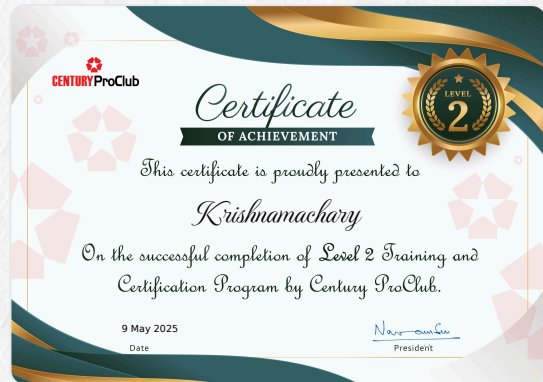 CENTURY ProClub
Certificate
OF ACHIEVEMENT
LEVEL
2
This certificate is proudly presented to
Krishnamachary
On the successful completion of Level 2 Training and
Certification Program by Century ProClub.
9 May 2025
Date
President